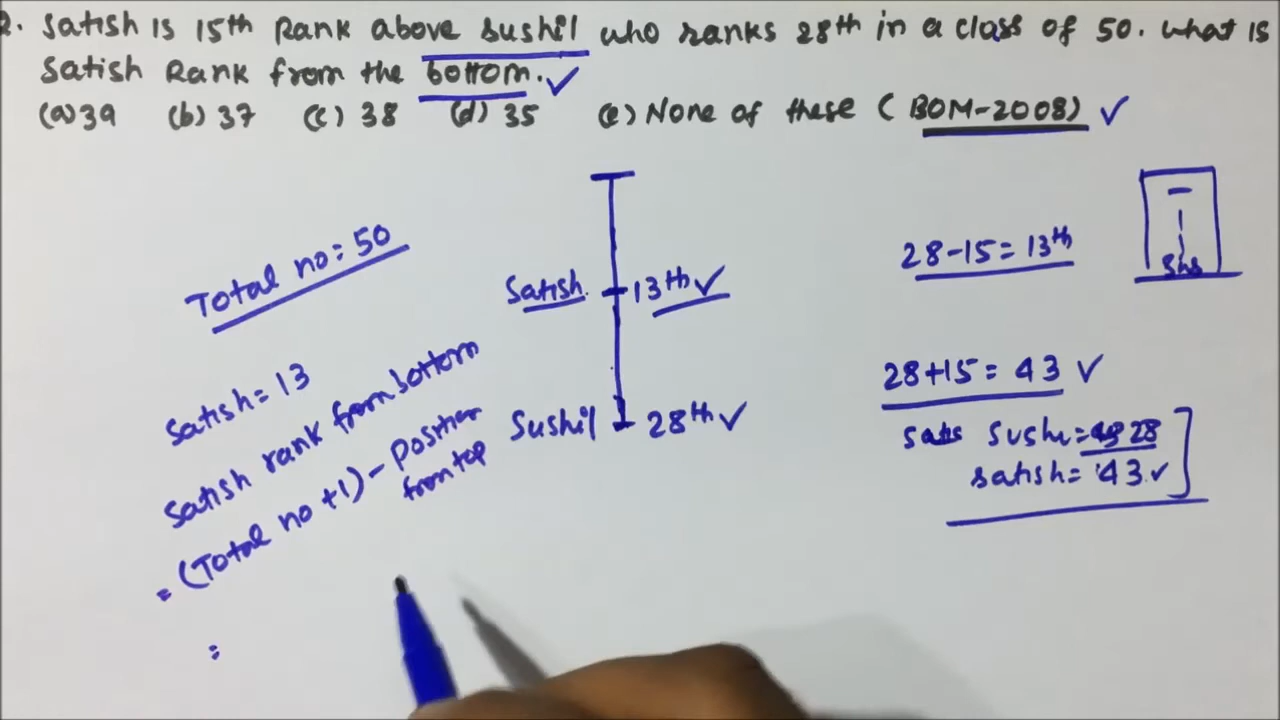 2. Satish is 15th Rank above Sushil who ranks 28th in a class of 50. What is
Satish Rank from the bottom.
(a) 39 (b) 37 (c) 38 (d) 35 (e) None of these (BOM-2008)
Total no: 50
Satish = 13
Satish rank from bottom
= (Total no + 1) - Position
from top
=
Satish 13th
Sushil 28th
28-15 = 13th
28+15 = 43
Sats Sushi = 28
Satish = 43